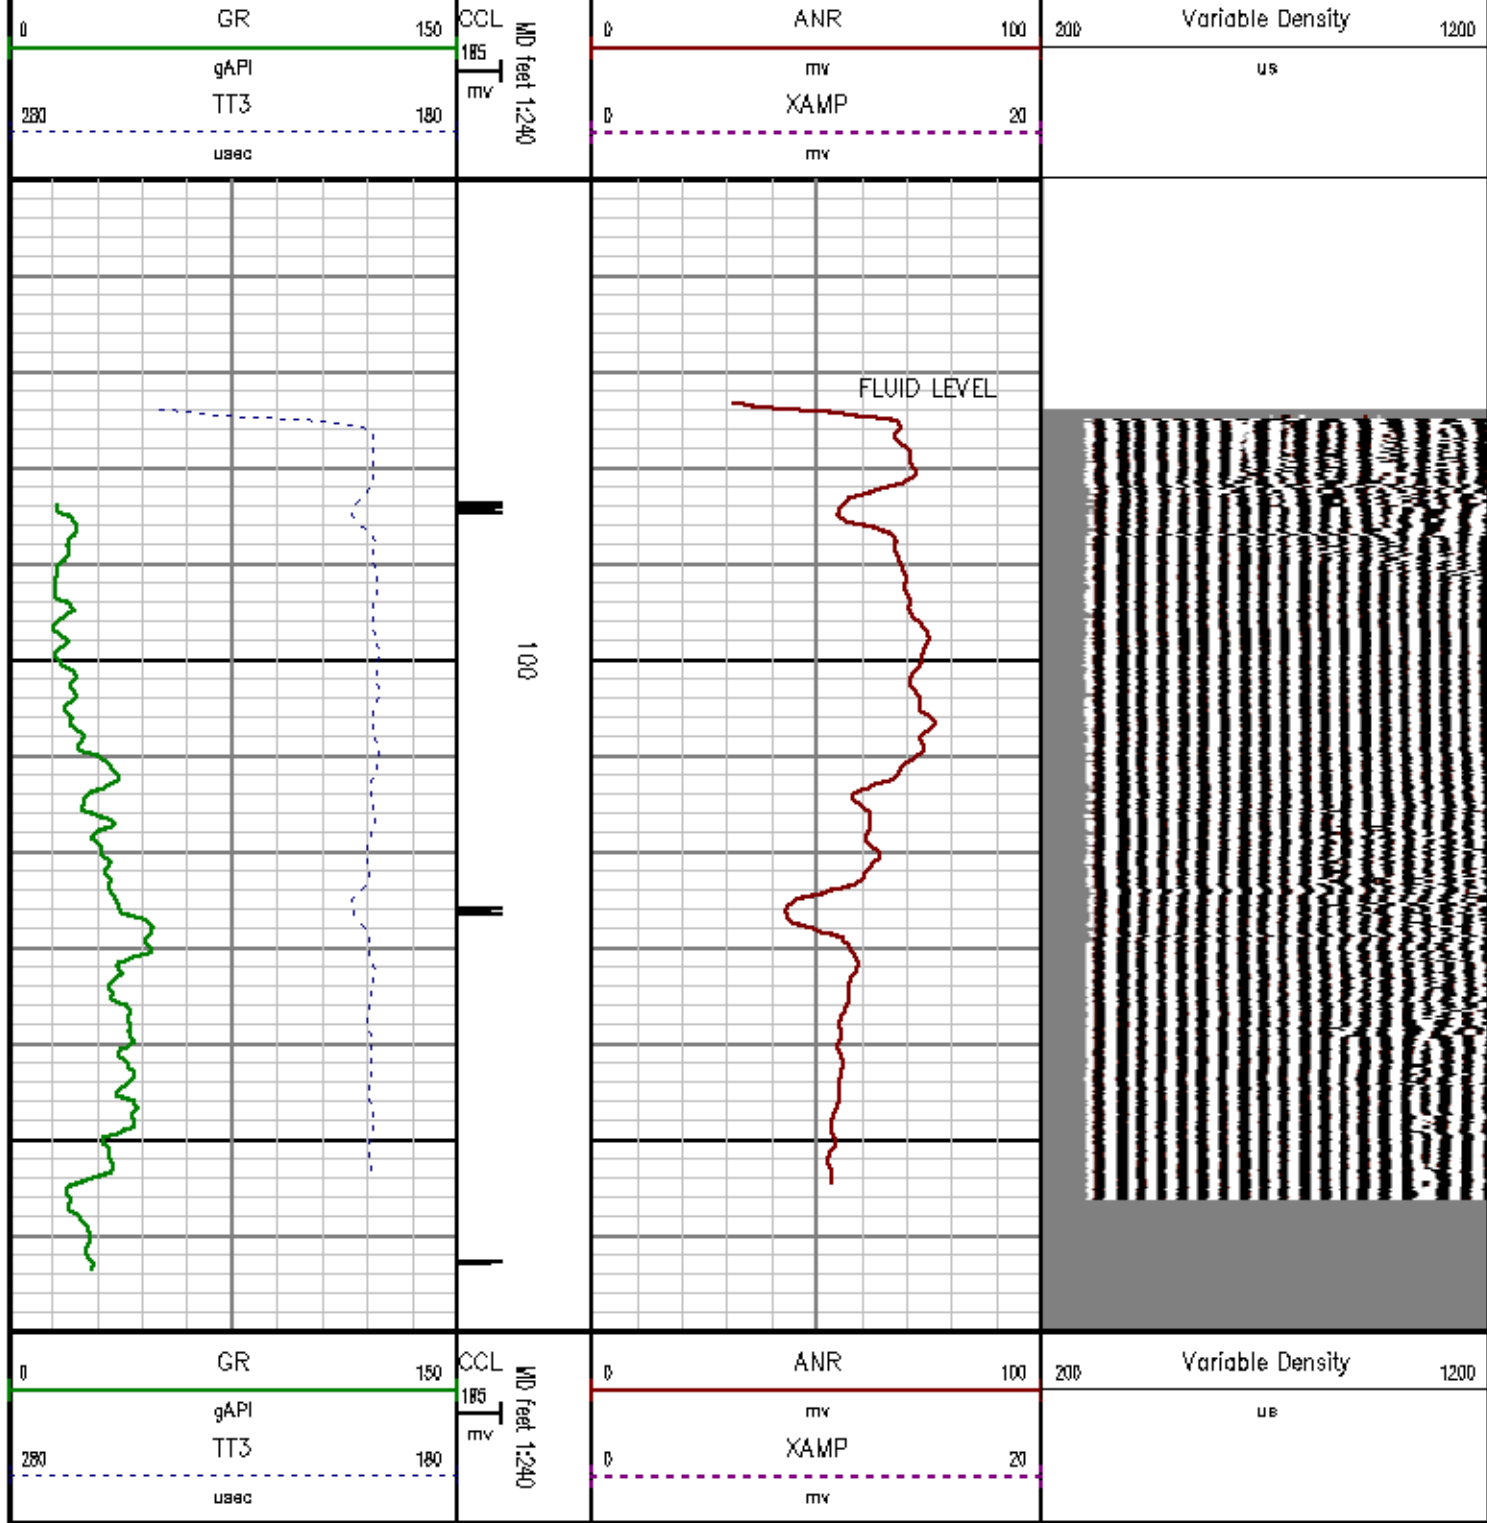 GR
0 150
gAPI
TT3
280 180
usec
CCL
185
mv
MD feet 1:240
ANR
0 100
mv
XAMP
0 20
mv
Variable Density
200 1200
us
FLUID LEVEL
100
GR
0 150
gAPI
TT3
280 180
usec
CCL
185
mv
MD feet 1:240
ANR
0 100
mv
XAMP
0 20
mv
Variable Density
200 1200
us